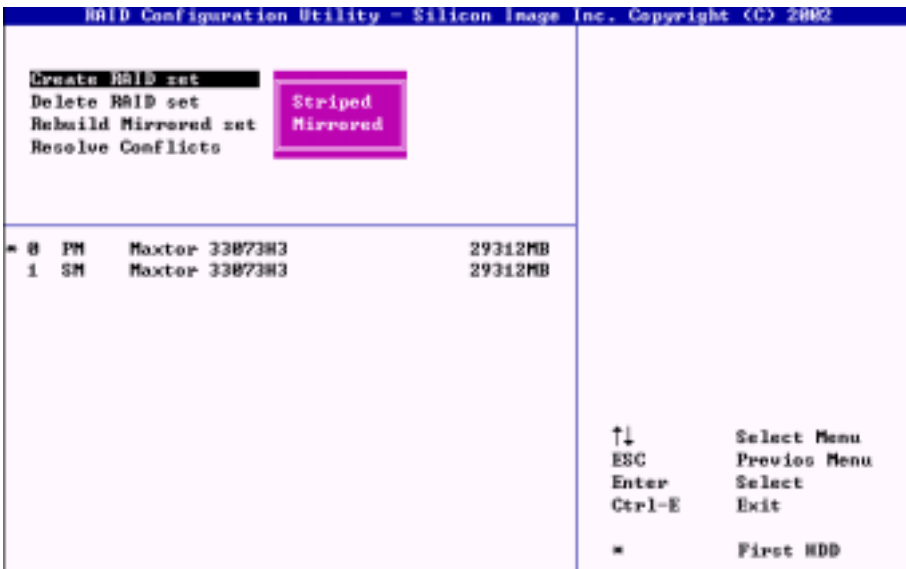 RAID Configuration Utility - Silicon Image Inc. Copyright (C) 2002
Create RAID set
Delete RAID set
Rebuild Mirrored set
Resolve Conflicts
Striped
Mirrored
* 0 PM Maxtor 33073H3 29312MB
1 SM Maxtor 33073H3 29312MB
↑↓ Select Menu
ESC Previos Menu
Enter Select
Ctrl-E Exit
* First HDD